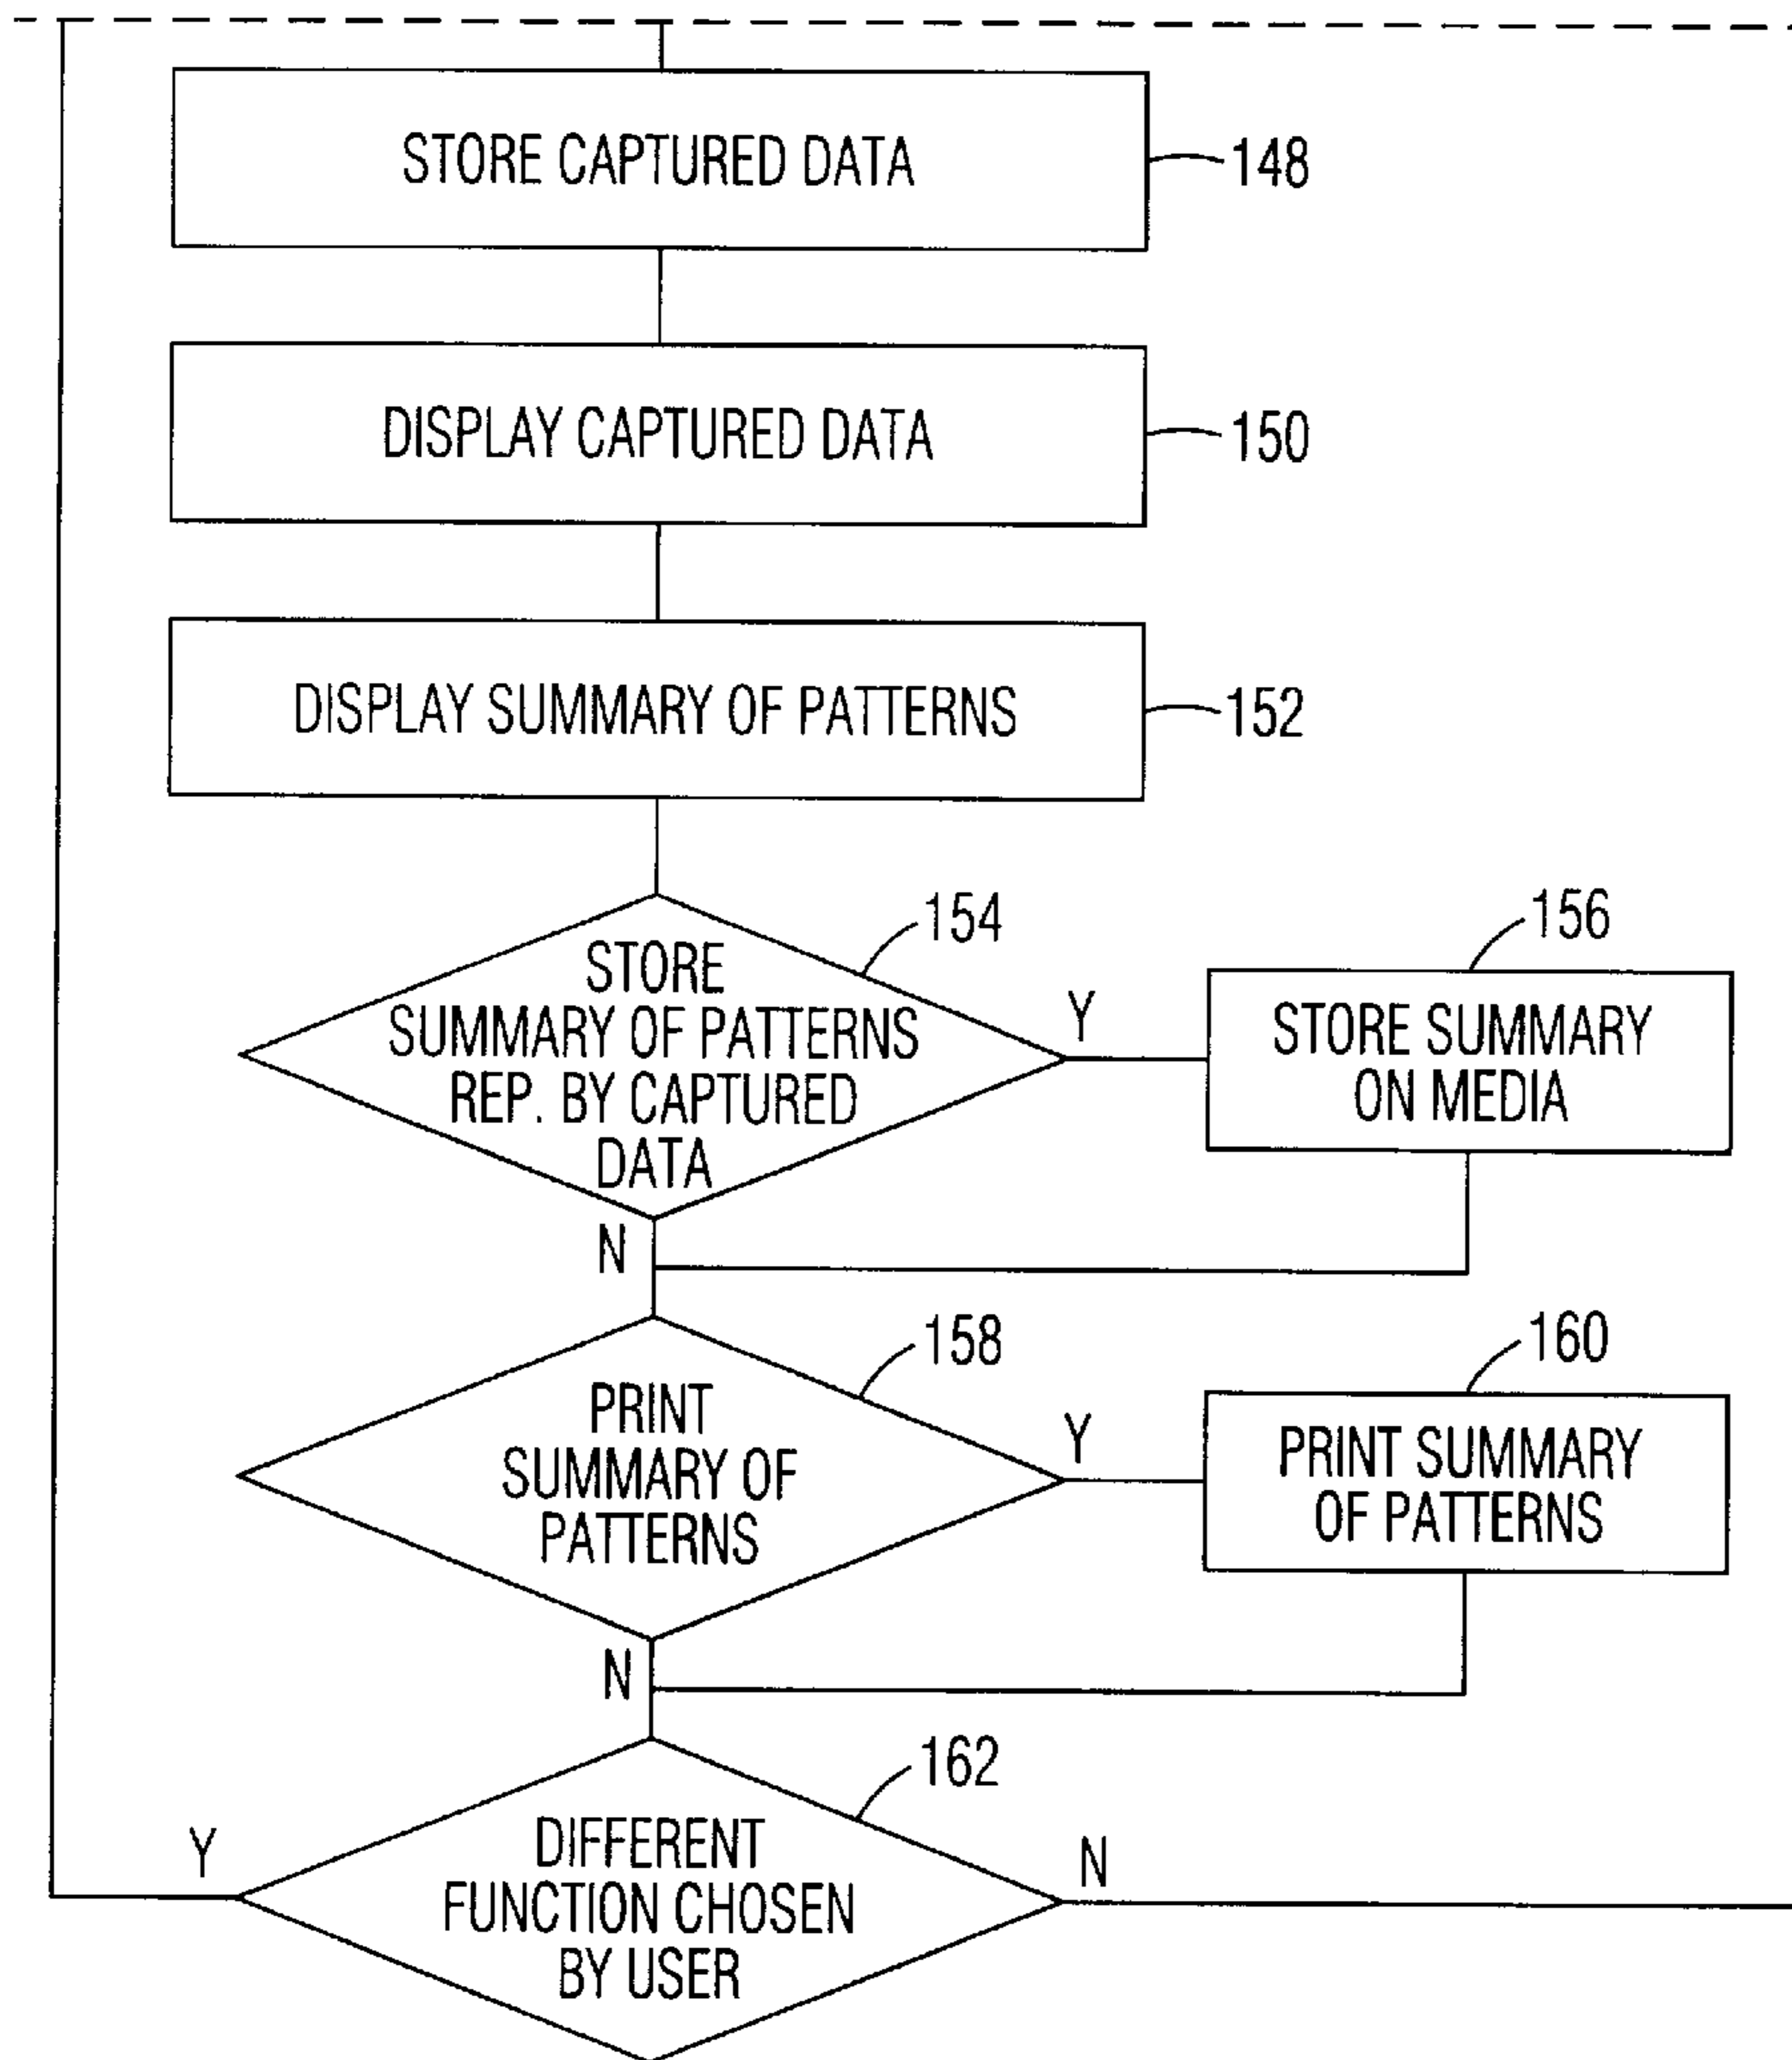 STORE CAPTURED DATA
148
DISPLAY CAPTURED DATA
150
DISPLAY SUMMARY OF PATTERNS
152
154
STORE
SUMMARY OF PATTERNS
REP. BY CAPTURED
DATA
Y
N
156
STORE SUMMARY
ON MEDIA
158
PRINT
SUMMARY OF
PATTERNS
Y
N
160
PRINT SUMMARY
OF PATTERNS
162
DIFFERENT
FUNCTION CHOSEN
BY USER
Y
N